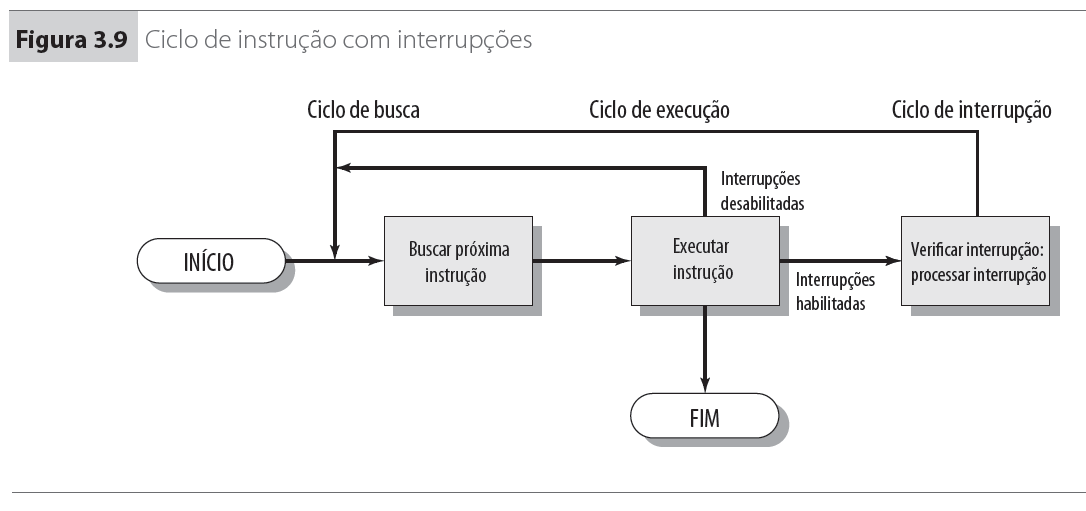 Figura 3.9 Ciclo de instrução com interrupções
Ciclo de busca
Ciclo de execução
Ciclo de interrupção
Interrupções
desabilitadas
INÍCIO
Buscar próxima
instrução
Executar
instrução
Interrupções
habilitadas
Verificar interrupção:
processar interrupção
FIM